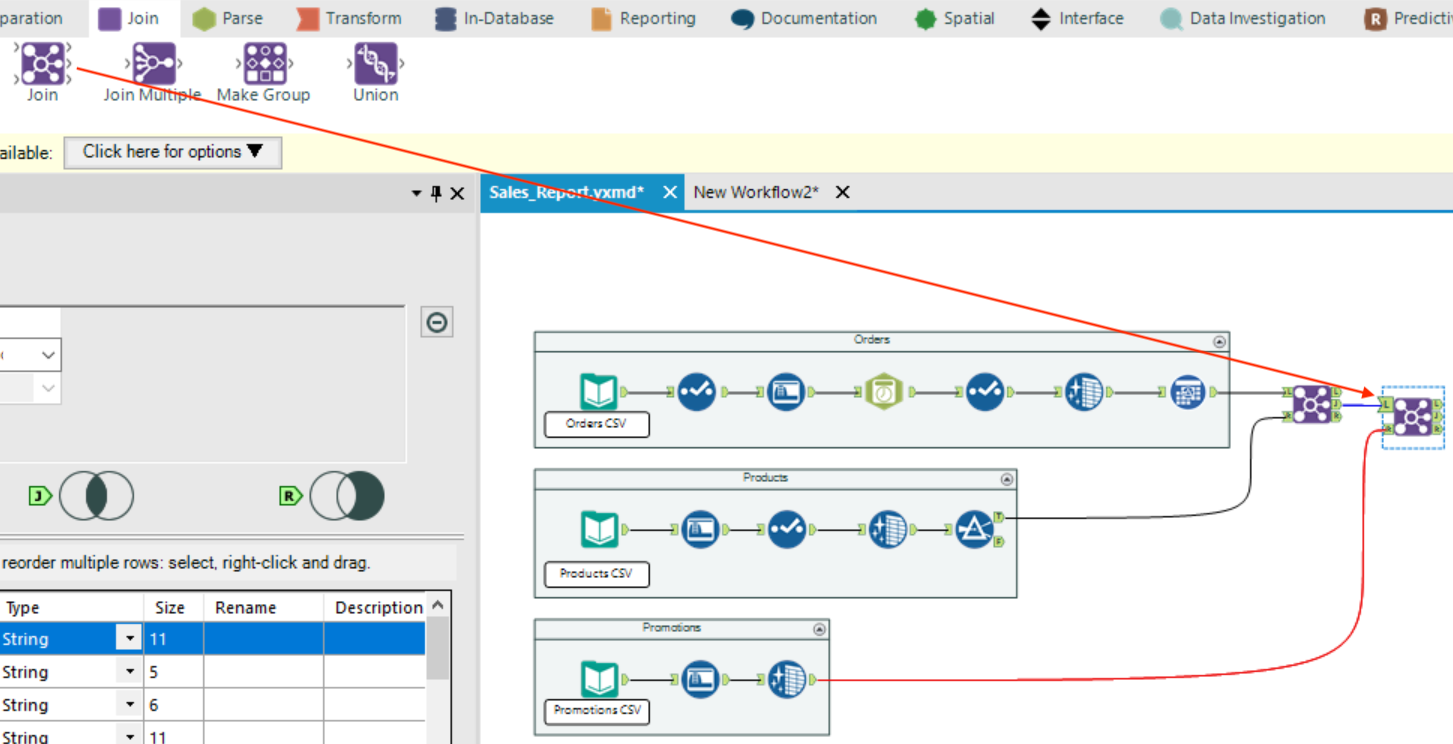 paration Join Parse Transform In-Database Reporting Documentation Spatial Interface Data Investigation R Predicti
Join Join Multiple Make Group Union
ailable: Click here for options
Sales_Report.yxmd* New Workflow2*
Orders
Orders CSV
L J R L J R
Products
T
F
Products CSV
J R
reorder multiple rows: select, right-click and drag.
Type Size Rename Description
String 11
String 5
String 6
String 11
Promotions
Promotions CSV